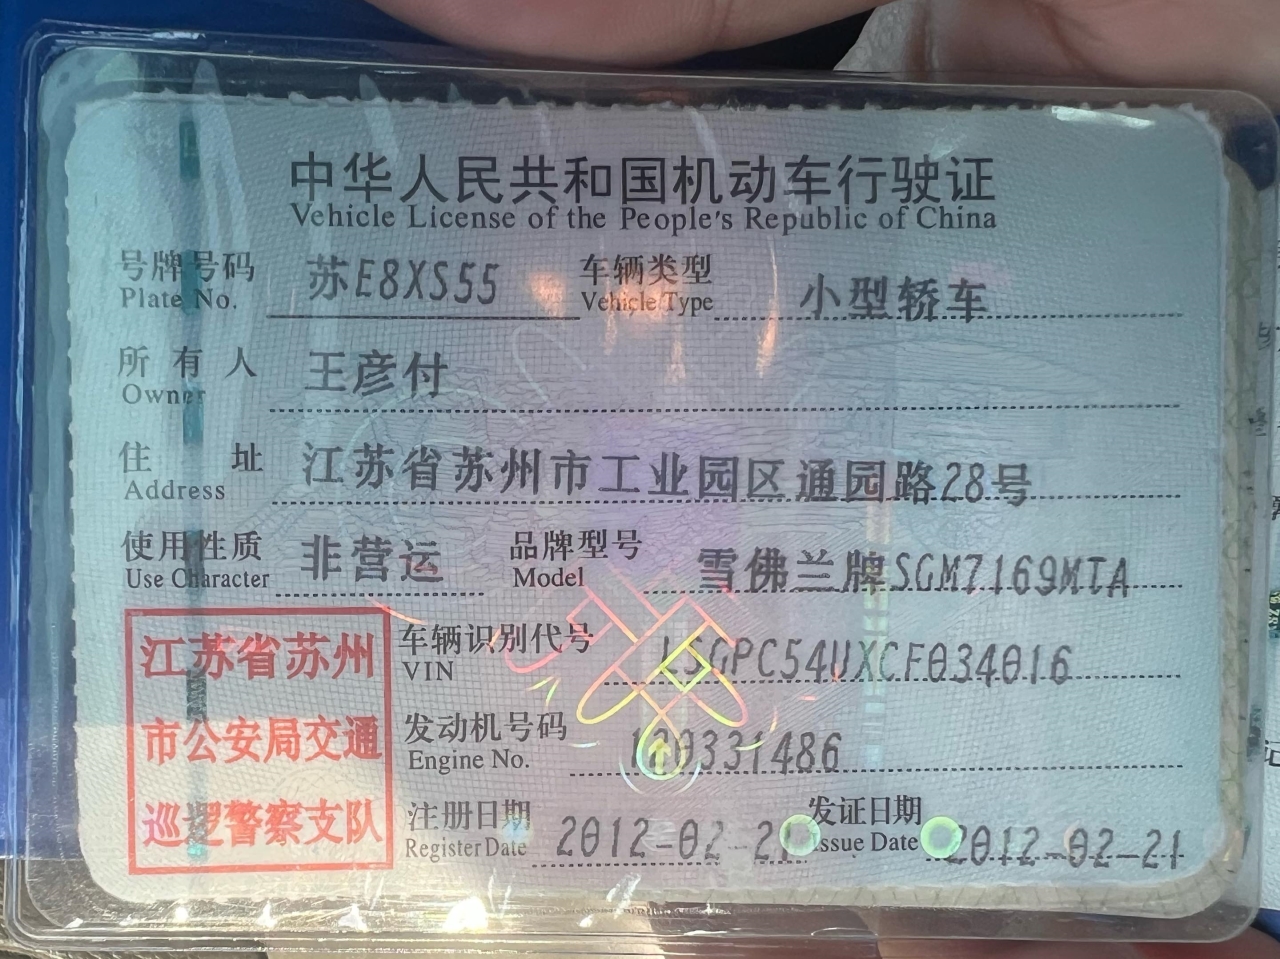 中华人民共和国机动车行驶证
Vehicle License of the People's Republic of China
号牌号码 苏E8XS55 车辆类型 小型轿车
Plate No. Vehicle Type
所有人 王彦付
Owner
住址 江苏省苏州市工业园区通园路28号
Address
使用性质 非营运 品牌型号 雪佛兰牌SGM7169MTA
Use Character Model
江苏省苏州
市公安局交通
巡逻警察支队
车辆识别代号 LSGPC54UXCF034016
VIN
发动机号码 120331486
Engine No.
注册日期 2012-02-21 发证日期 2012-02-21
Register Date Issue Date